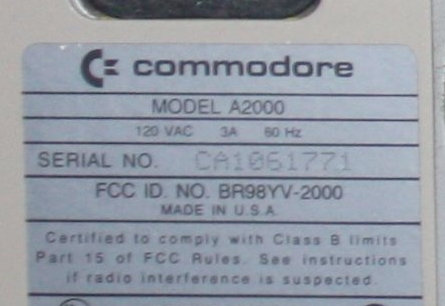 commodore
MODEL A2000
120 VAC 3A 60 Hz
SERIAL NO. CA1061771
FCC ID. NO. BR98YV-2000
MADE IN U.S.A.
Certified to comply with Class B limits
Part 15 of FCC Rules. See instructions
if radio interference is suspected.